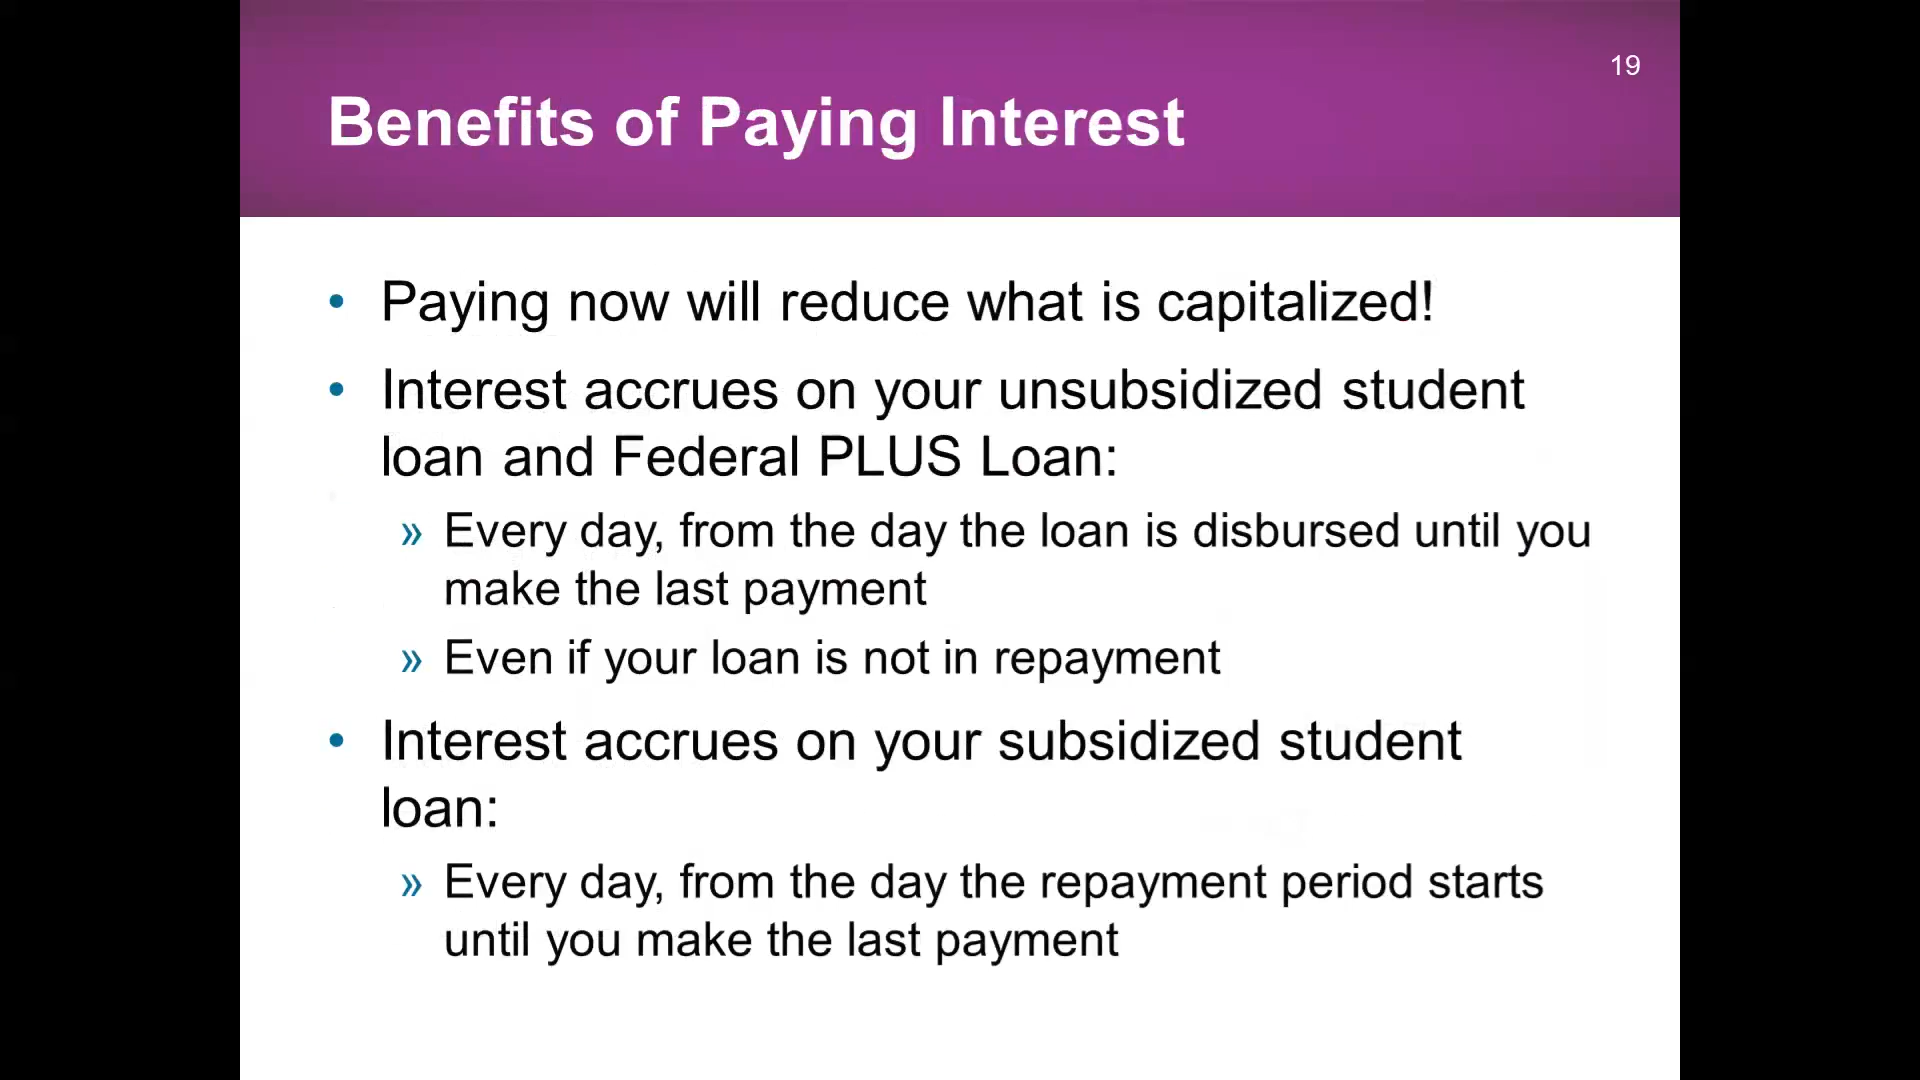 19
Benefits of Paying Interest
• Paying now will reduce what is capitalized!
• Interest accrues on your unsubsidized student
loan and Federal PLUS Loan:
» Every day, from the day the loan is disbursed until you
make the last payment
» Even if your loan is not in repayment
• Interest accrues on your subsidized student
loan:
» Every day, from the day the repayment period starts
until you make the last payment